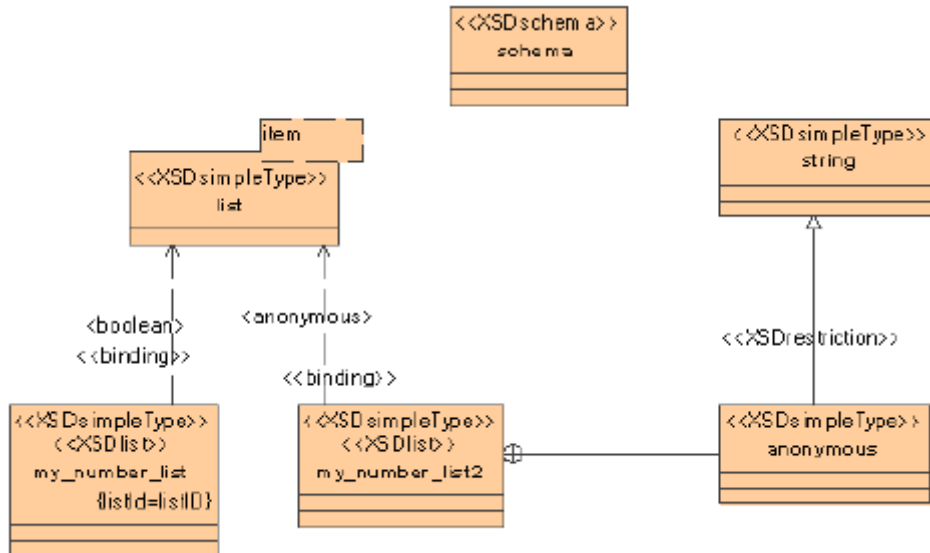 <<XSDschema>>
schema
item
<<XSDsimpleType>>
list
<<XSDsimpleType>>
string
<boolean>
<<binding>>
<anonymous>
<<binding>>
<<XSDrestriction>>
<<XSDsimpleType>>
<<XSDlist>>
my_number_list
{listId=listID}
<<XSDsimpleType>>
<<XSDlist>>
my_number_list2
<<XSDsimpleType>>
anonymous